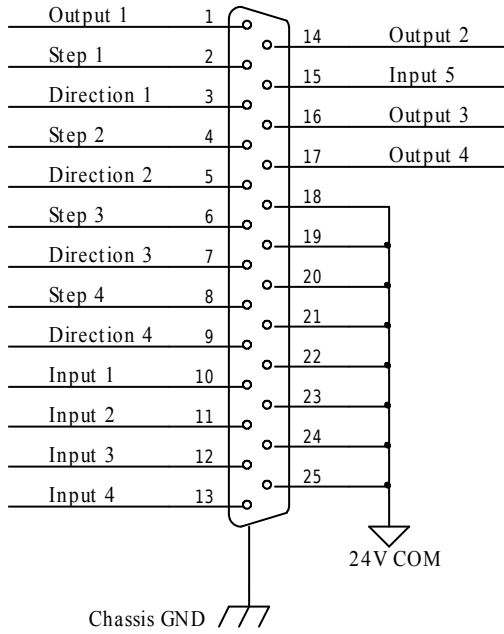 Output 1 1
14 Output 2
Step 1 2
15 Input 5
Direction 1 3
16 Output 3
Step 2 4
17 Output 4
Direction 2 5
18
Step 3 6
19
Direction 3 7
20
Step 4 8
21
Direction 4 9
22
Input 1 10
23
Input 2 11
24
Input 3 12
25
Input 4 13
24V COM
Chassis GND